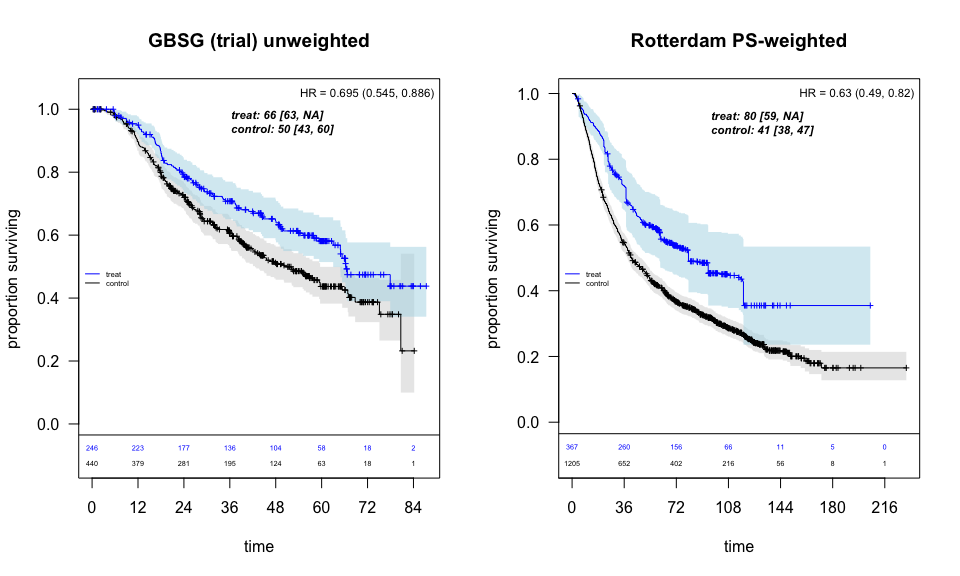 GBSG (trial) unweighted
HR = 0.695 (0.545, 0.886)
treat: 66 [63, NA]
control: 50 [43, 60]
proportion surviving
1.0
0.8
0.6
0.4
0.2
0.0
treat
control
246 223 177 136 104 58 18 2
440 379 281 195 124 63 18 1
0 12 24 36 48 60 72 84
time
Rotterdam PS-weighted
HR = 0.63 (0.49, 0.82)
treat: 80 [59, NA]
control: 41 [38, 47]
proportion surviving
1.0
0.8
0.6
0.4
0.2
0.0
treat
control
367 260 156 66 11 5 0
1205 652 402 216 56 8 1
0 36 72 108 144 180 216
time